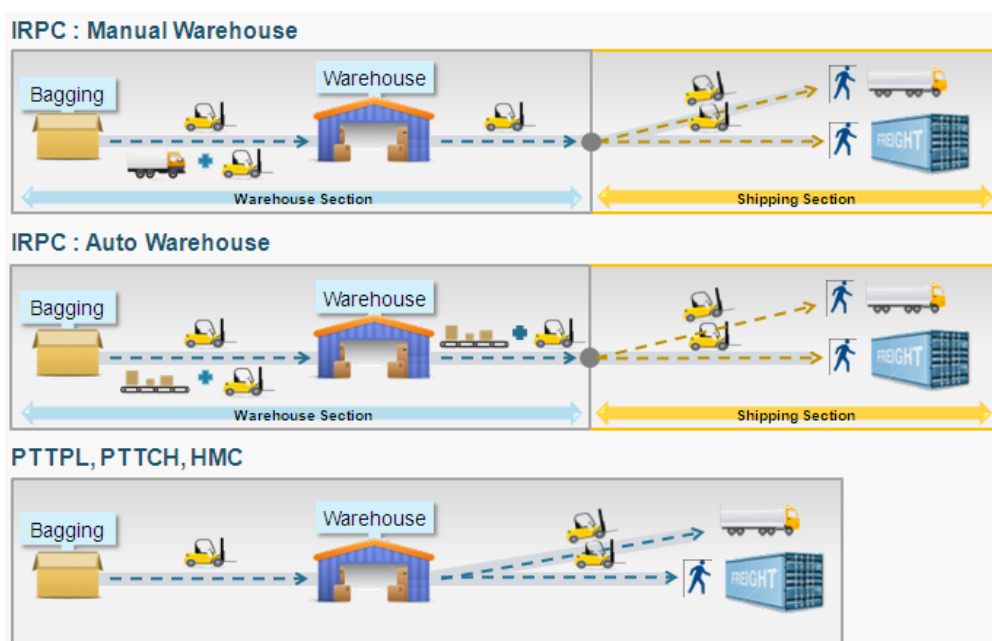 IRPC : Manual Warehouse
Bagging
Warehouse
FREIGHT
Warehouse Section
Shipping Section
IRPC : Auto Warehouse
Bagging
Warehouse
FREIGHT
Warehouse Section
Shipping Section
PTTPL, PTTCH, HMC
Bagging
Warehouse
FREIGHT